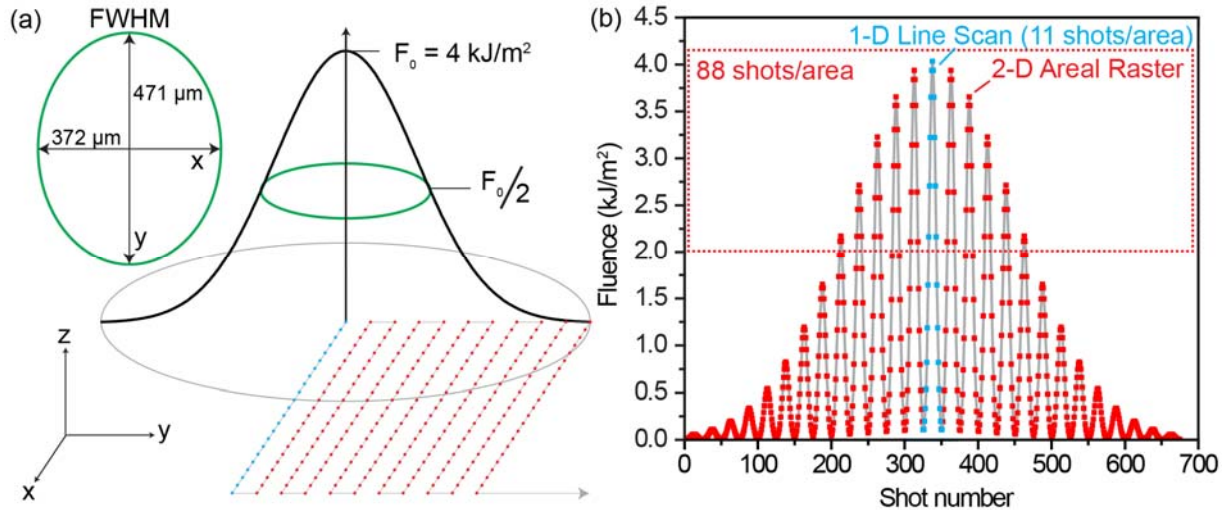 (a)
FWHM
471 µm
372 µm
x
y
F₀ = 4 kJ/m²
F₀/2
z
y
x
(b)
4.5
4.0
3.5
3.0
2.5
2.0
1.5
1.0
0.5
0.0
Fluence (kJ/m²)
1-D Line Scan (11 shots/area)
88 shots/area
2-D Areal Raster
0 100 200 300 400 500 600 700
Shot number